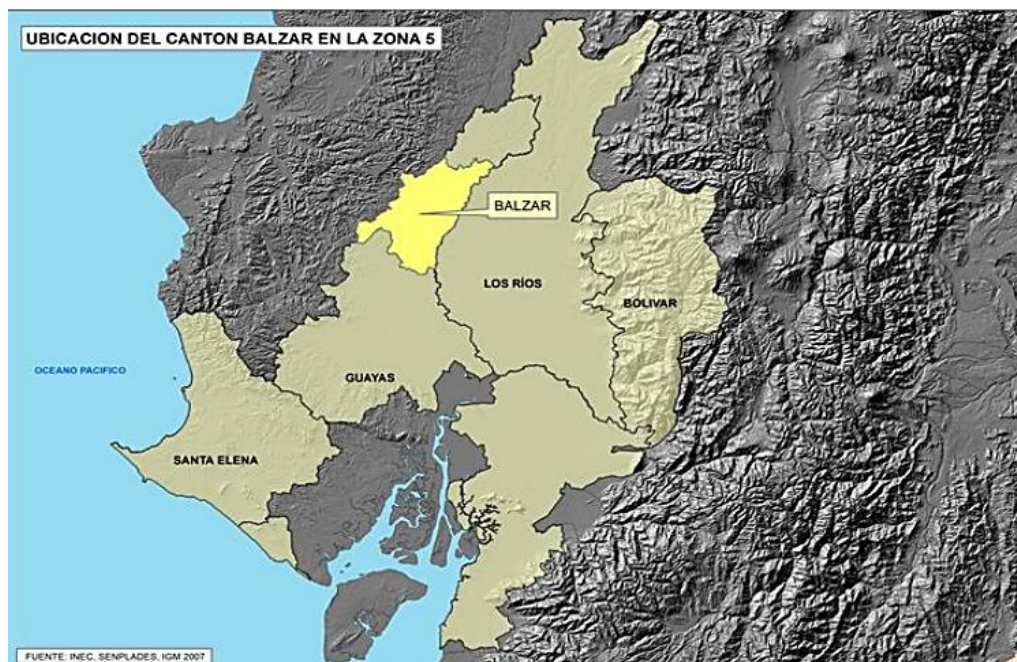 UBICACION DEL CANTON BALZAR EN LA ZONA 5
BALZAR
LOS RÍOS
BOLIVAR
OCEANO PACIFICO
GUAYAS
SANTA ELENA
FUENTE: INEC, SENPLADES, IGM 2007